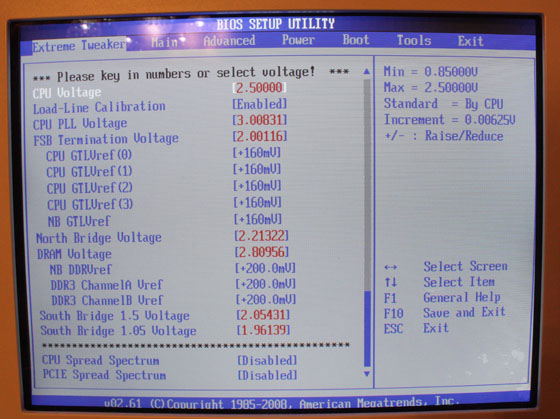 BIOS SETUP UTILITY
Extreme Tweaker Main Advanced Power Boot Tools Exit
*** Please key in numbers or select voltage! ***
CPU Voltage [2.50000]
Load-Line Calibration [Enabled]
CPU PLL Voltage [3.00831]
FSB Termination Voltage [2.00116]
CPU GTLVref(0) [+160mV]
CPU GTLVref(1) [+160mV]
CPU GTLVref(2) [+160mV]
CPU GTLVref(3) [+160mV]
NB GTLVref [+160mV]
North Bridge Voltage [2.21322]
DRAM Voltage [2.80956]
NB DDRVref [+200.0mV]
DDR3 ChannelA Vref [+200.0mV]
DDR3 ChannelB Vref [+200.0mV]
South Bridge 1.5 Voltage [2.05431]
South Bridge 1.05 Voltage [1.96139]
**************************************************
CPU Spread Spectrum [Disabled]
PCIE Spread Spectrum [Disabled]
Min = 0.85000V
Max = 2.50000V
Standard = By CPU
Increment = 0.00625V
+/- : Raise/Reduce
↔ Select Screen
↑↓ Select Item
F1 General Help
F10 Save and Exit
ESC Exit
v02.61 (C)Copyright 1985-2008, American Megatrends, Inc.